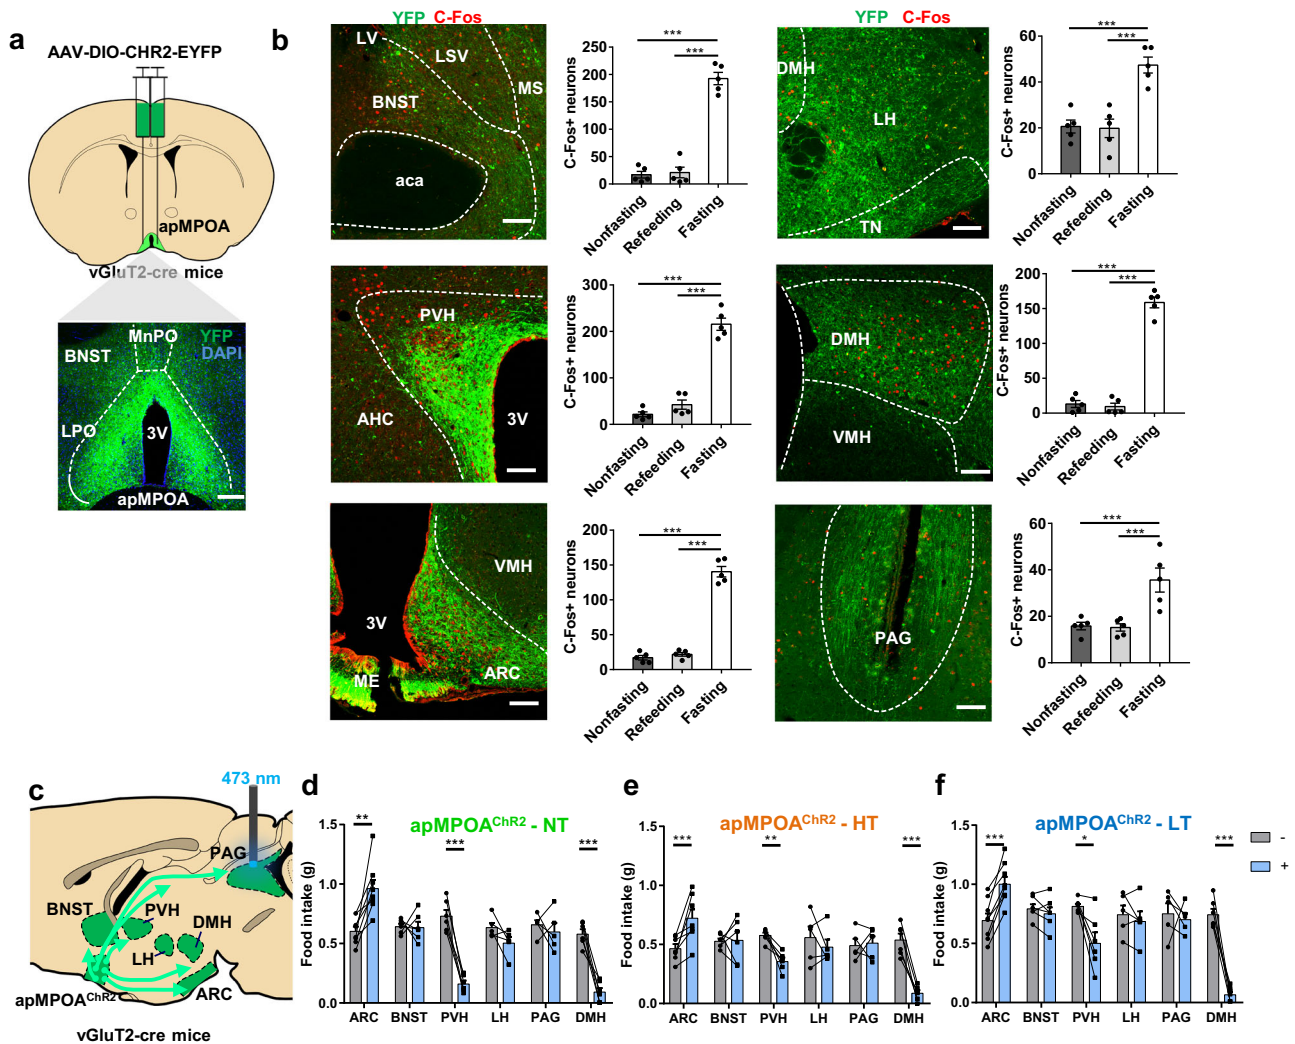 a
AAV-DIO-CHR2-EYFP
apMPOA
vGluT2-cre mice
MnPO
YFP
BNST
DAPI
LPO
3V
apMPOA
b
YFP C-Fos
LV
LSV
MS
BNST
aca
C-Fos+ neurons
250
200
150
100
50
0
***
***
Nonfasting
Refeeding
Fasting
YFP C-Fos
DMH
LH
TN
C-Fos+ neurons
60
40
20
0
***
***
Nonfasting
Refeeding
Fasting
PVH
AHC
3V
C-Fos+ neurons
300
200
100
0
***
***
Nonfasting
Refeeding
Fasting
DMH
VMH
C-Fos+ neurons
200
150
100
50
0
***
***
Nonfasting
Refeeding
Fasting
VMH
3V
ME
ARC
C-Fos+ neurons
200
150
100
50
0
***
***
Nonfasting
Refeeding
Fasting
PAG
C-Fos+ neurons
60
40
20
0
***
***
Nonfasting
Refeeding
Fasting
c
473 nm
PAG
BNST
PVH
DMH
LH
ARC
apMPOAChR2
vGluT2-cre mice
d
apMPOAChR2 - NT
Food intake (g)
1.5
1.0
0.5
0.0
**
***
***
ARC BNST PVH LH PAG DMH
e
apMPOAChR2 - HT
Food intake (g)
1.5
1.0
0.5
0.0
***
**
***
ARC BNST PVH LH PAG DMH
f
apMPOAChR2 - LT
Food intake (g)
1.5
1.0
0.5
0.0
***
*
***
ARC BNST PVH LH PAG DMH
-
+